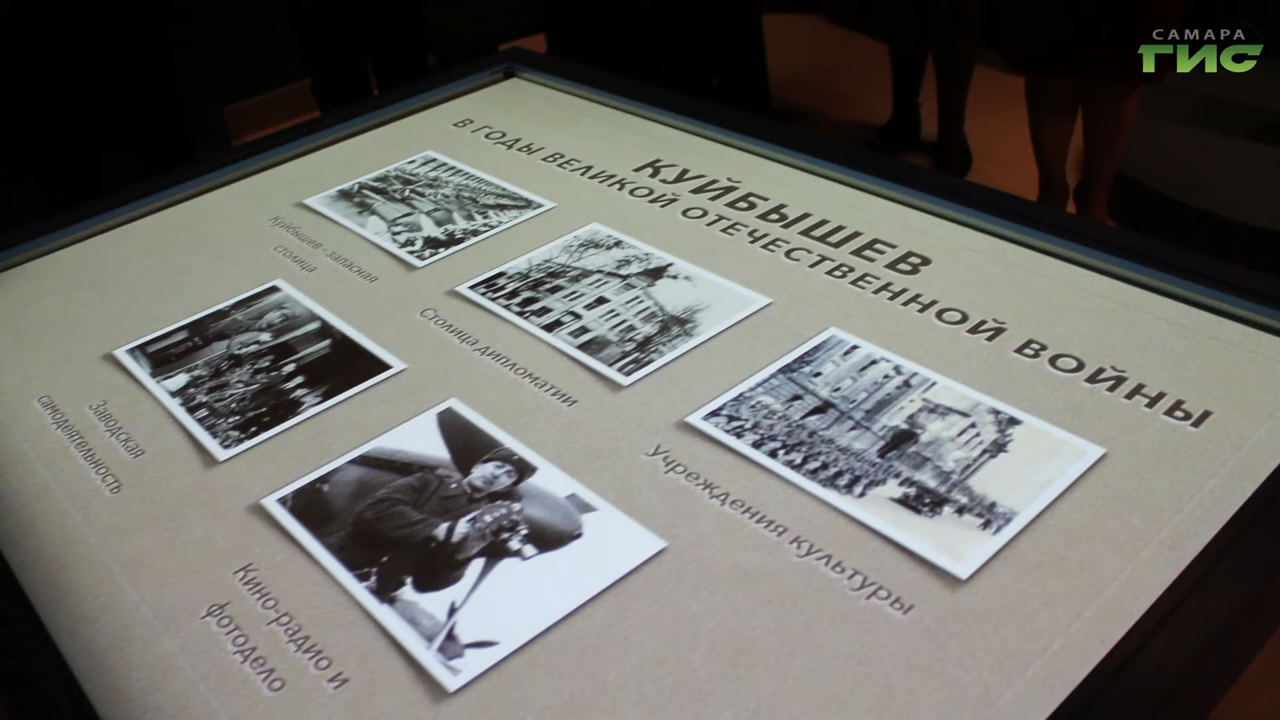 САМАРА
ГИС
КУЙБЫШЕВ
В ГОДЫ ВЕЛИКОЙ ОТЕЧЕСТВЕННОЙ ВОЙНЫ
Куйбышев - запасная
столица
Столица дипломатии
Учреждения культуры
Заводская
самодеятельность
Кино-радио и
фотодело